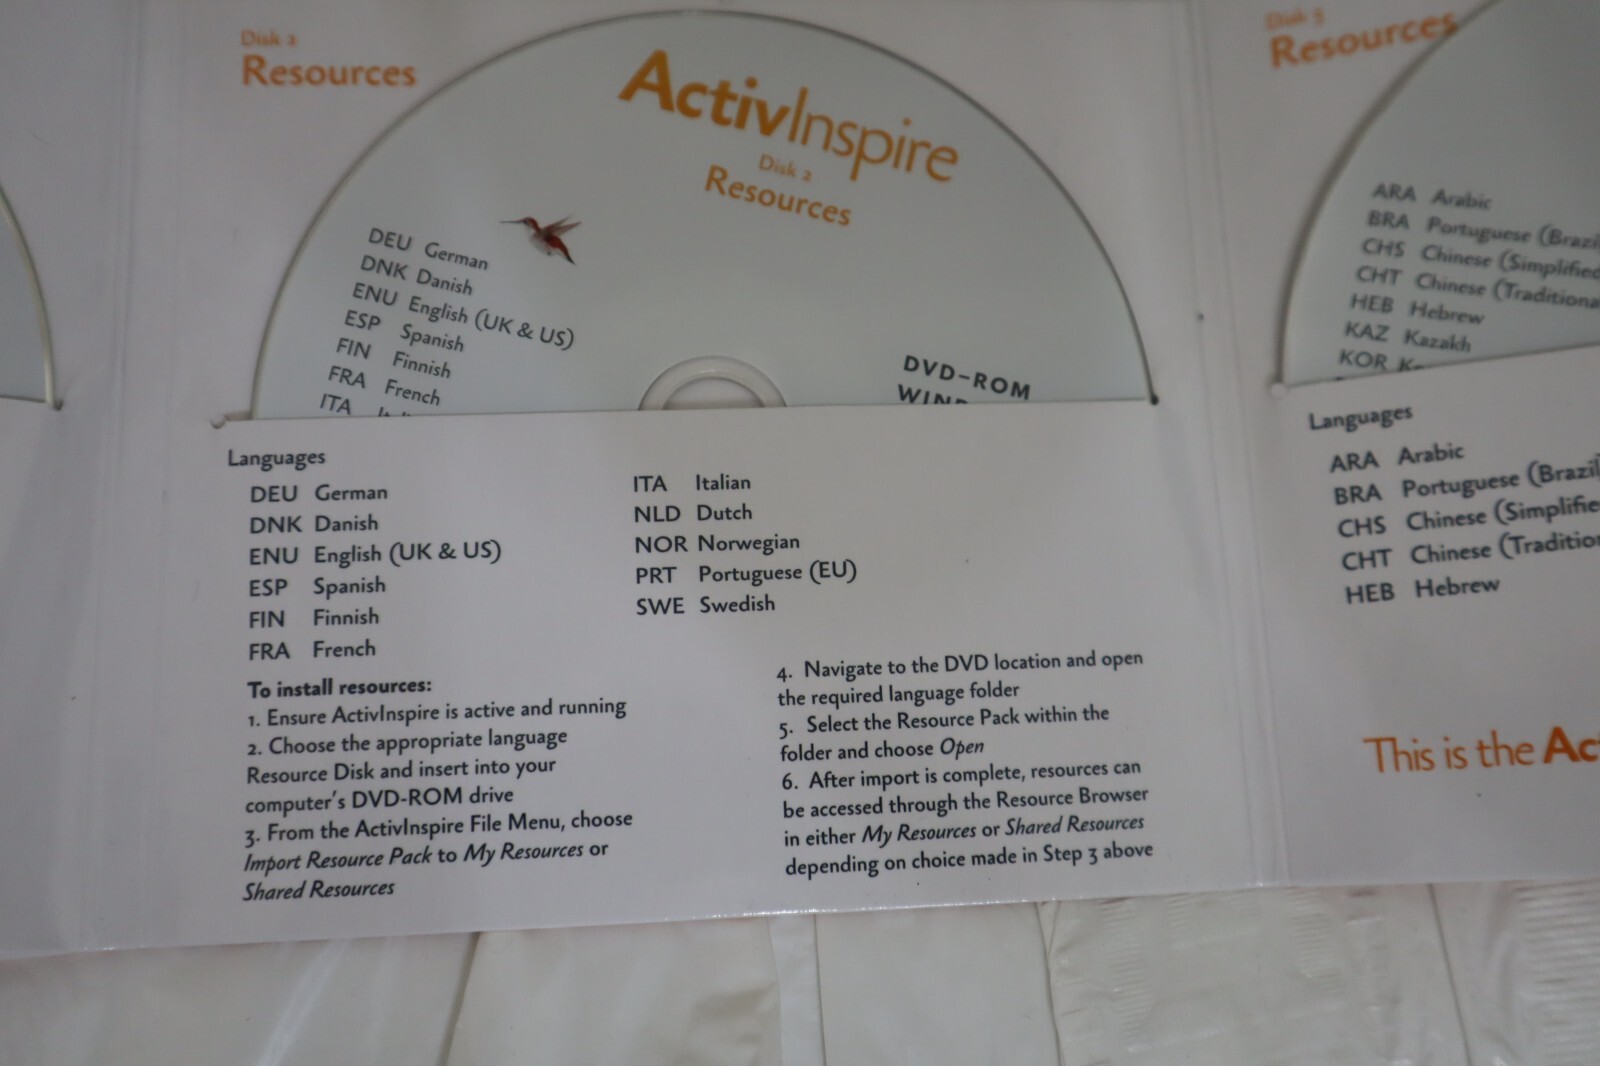 Disk 2
Resources
ActivInspire
Disk 2
Resources
DEU German
DNK Danish
ENU English (UK & US)
ESP Spanish
FIN Finnish
FRA French
ITA
DVD-ROM
Languages
DEU German
DNK Danish
ENU English (UK & US)
ESP Spanish
FIN Finnish
FRA French
ITA Italian
NLD Dutch
NOR Norwegian
PRT Portuguese (EU)
SWE Swedish
To install resources:
1. Ensure ActivInspire is active and running
2. Choose the appropriate language
Resource Disk and insert into your
computer's DVD-ROM drive
3. From the ActivInspire File Menu, choose
Import Resource Pack to My Resources or
Shared Resources
4. Navigate to the DVD location and open
the required language folder
5. Select the Resource Pack within the
folder and choose Open
6. After import is complete, resources can
be accessed through the Resource Browser
in either My Resources or Shared Resources
depending on choice made in Step 3 above
Disk 3
Resources
ARA Arabic
BRA Portuguese
CHS Chinese
CHT Chinese
HEB Hebrew
KAZ Kazakh
KOR
Languages
ARA Arabic
BRA Portuguese
CHS Chinese
CHT Chinese
HEB Hebrew
This is the